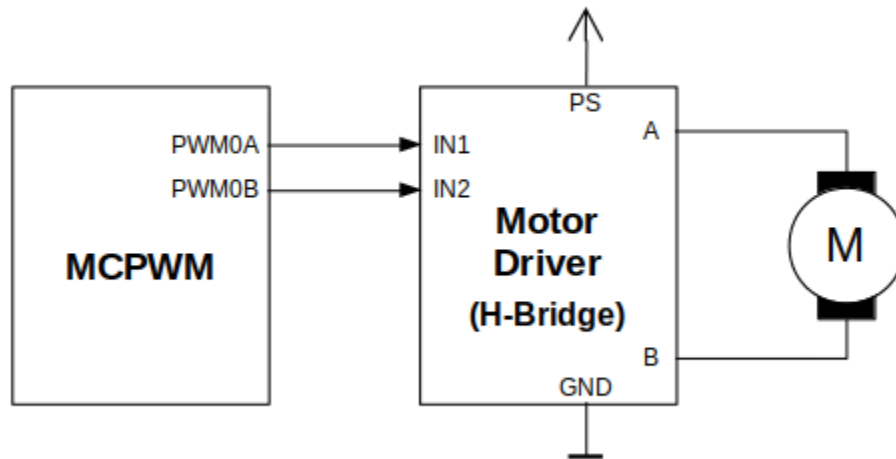 MCPWM
PWM0A
PWM0B
IN1
IN2
PS
A
Motor
Driver
(H-Bridge)
B
GND
M